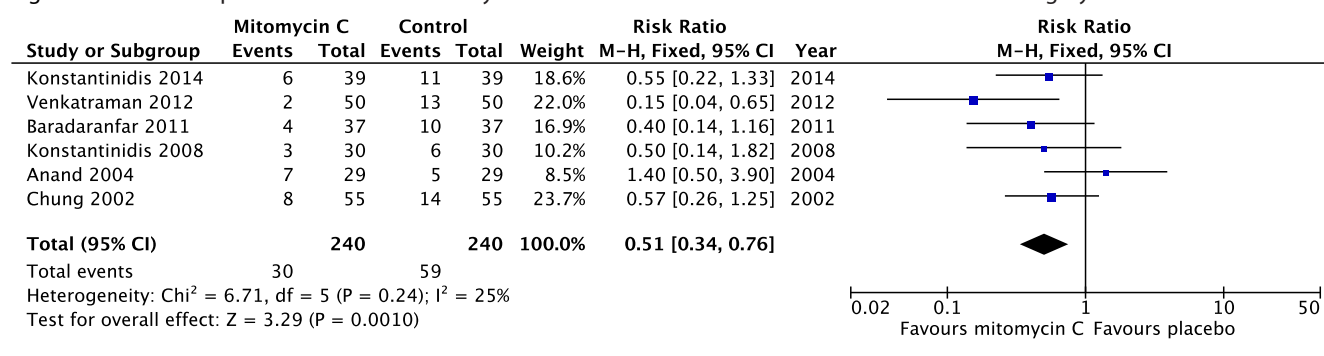 Mitomycin C Control Risk Ratio Risk Ratio
Study or Subgroup Events Total Events Total Weight M-H, Fixed, 95% CI Year M-H, Fixed, 95% CI
Konstantinidis 2014 6 39 11 39 18.6% 0.55 [0.22, 1.33] 2014
Venkatraman 2012 2 50 13 50 22.0% 0.15 [0.04, 0.65] 2012
Baradaranfar 2011 4 37 10 37 16.9% 0.40 [0.14, 1.16] 2011
Konstantinidis 2008 3 30 6 30 10.2% 0.50 [0.14, 1.82] 2008
Anand 2004 7 29 5 29 8.5% 1.40 [0.50, 3.90] 2004
Chung 2002 8 55 14 55 23.7% 0.57 [0.26, 1.25] 2002
Total (95% CI) 240 240 100.0% 0.51 [0.34, 0.76]
Total events 30 59
Heterogeneity: Chi² = 6.71, df = 5 (P = 0.24); I² = 25%
Test for overall effect: Z = 3.29 (P = 0.0010)
0.02 0.1 1 10 50
Favours mitomycin C Favours placebo